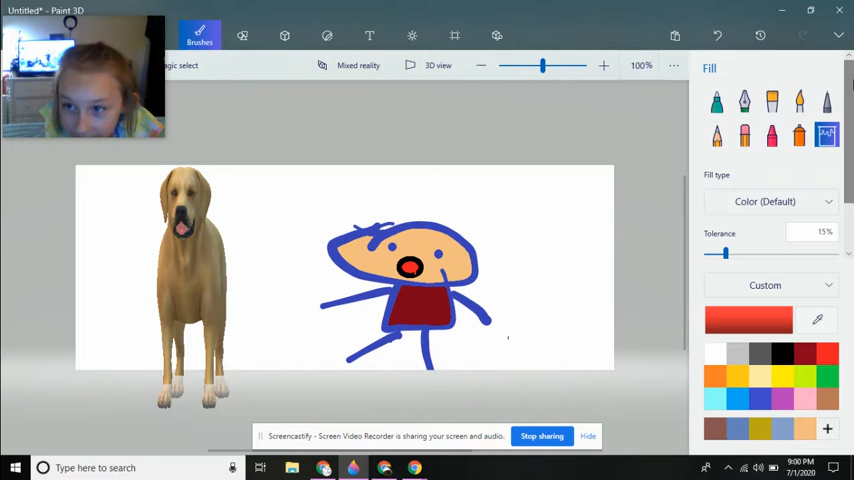 Untitled* - Paint 3D
Brushes
agic select
Mixed reality
3D view
100%
Fill
Fill type
Color (Default)
Tolerance
15%
Custom
Screencastify - Screen Video Recorder is sharing your screen and audio.
Stop sharing
Hide
Type here to search
9:00 PM
7/1/2020